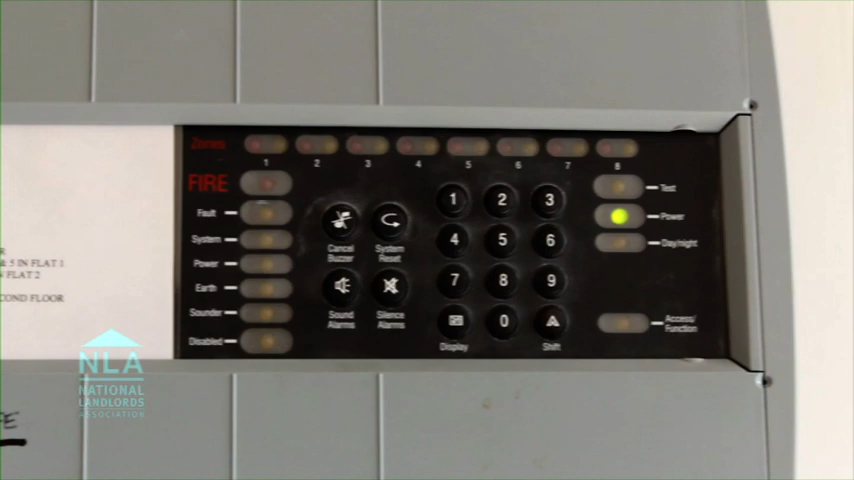 Zones
1 2 3 4 5 6 7 8
FIRE
Fault
System
Power
Earth
Sounder
Disabled
Cancel
Buzzer
System
Reset
Sound
Alarms
Silence
Alarms
1 2 3
4 5 6
7 8 9
0
Display
Shift
Test
Power
Day/night
Access/
Function
& 5 IN FLAT 1
FLAT 2
FLOOR
NLA
NATIONAL
LANDLORDS
ASSOCIATION